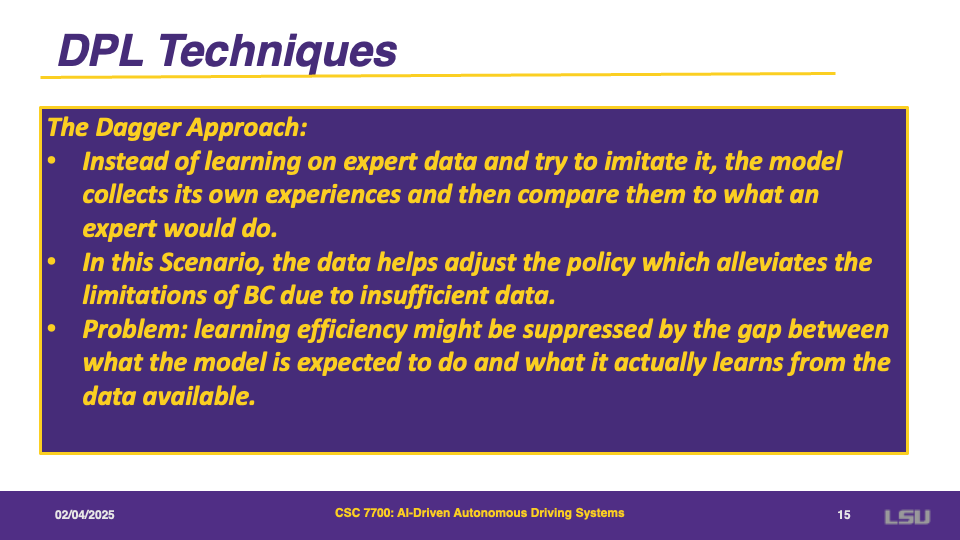 DPL Techniques
The Dagger Approach:
• Instead of learning on expert data and try to imitate it, the model
collects its own experiences and then compare them to what an
expert would do.
• In this Scenario, the data helps adjust the policy which alleviates the
limitations of BC due to insufficient data.
• Problem: learning efficiency might be suppressed by the gap between
what the model is expected to do and what it actually learns from the
data available.
02/04/2025
CSC 7700: AI-Driven Autonomous Driving Systems
15
LSU